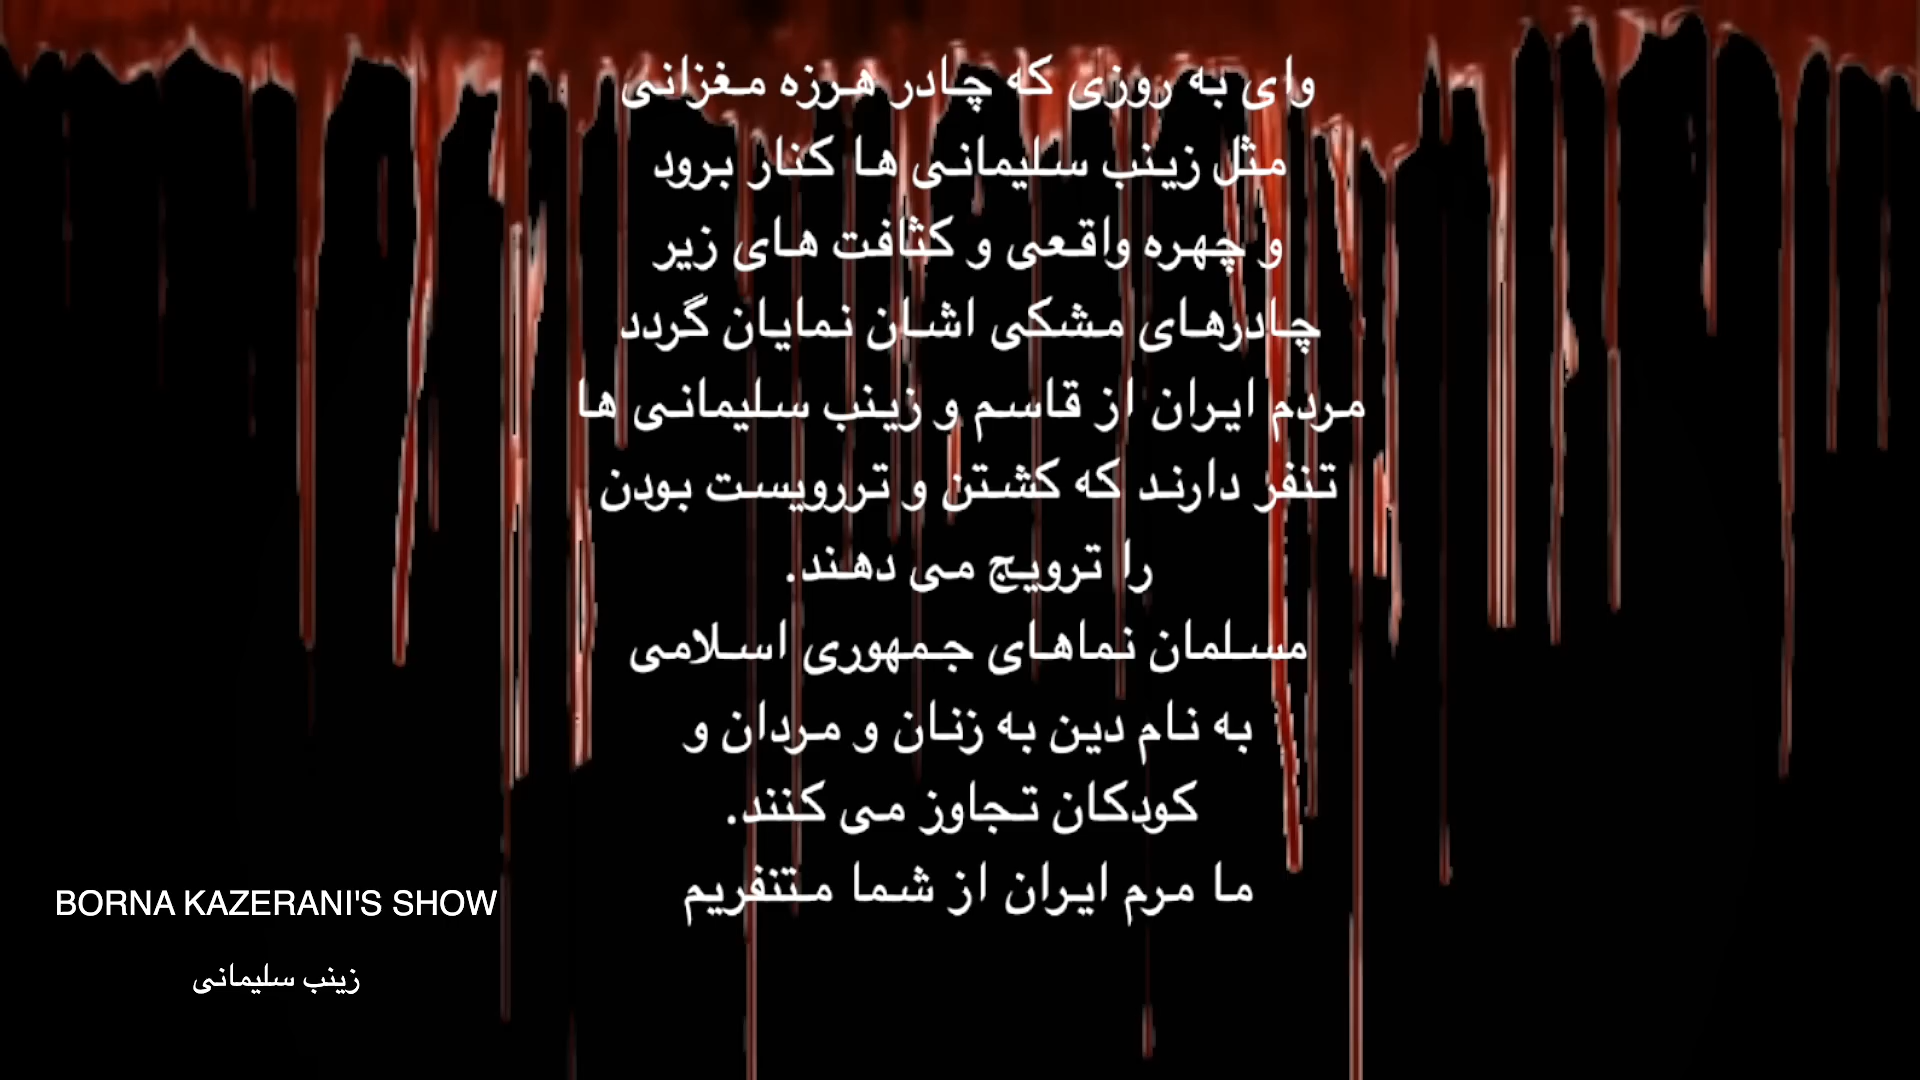 وای به روزی که چادر هرزه مغزانی
مثل زینب سلیمانی ها کنار برود
و چهره واقعی و کثافت های زیر
چادرهای مشکی اشان نمایان گردد
مردم ایران از قاسم و زینب سلیمانی ها
تنفر دارند که کشتن و تررویست بودن
را ترویج می دهند.
مسلمان نماهای جمهوری اسلامی
به نام دین به زنان و مردان و
کودکان تجاوز می کنند.
ما مرم ایران از شما متنفریم
BORNA KAZERANI'S SHOW
زینب سلیمانی